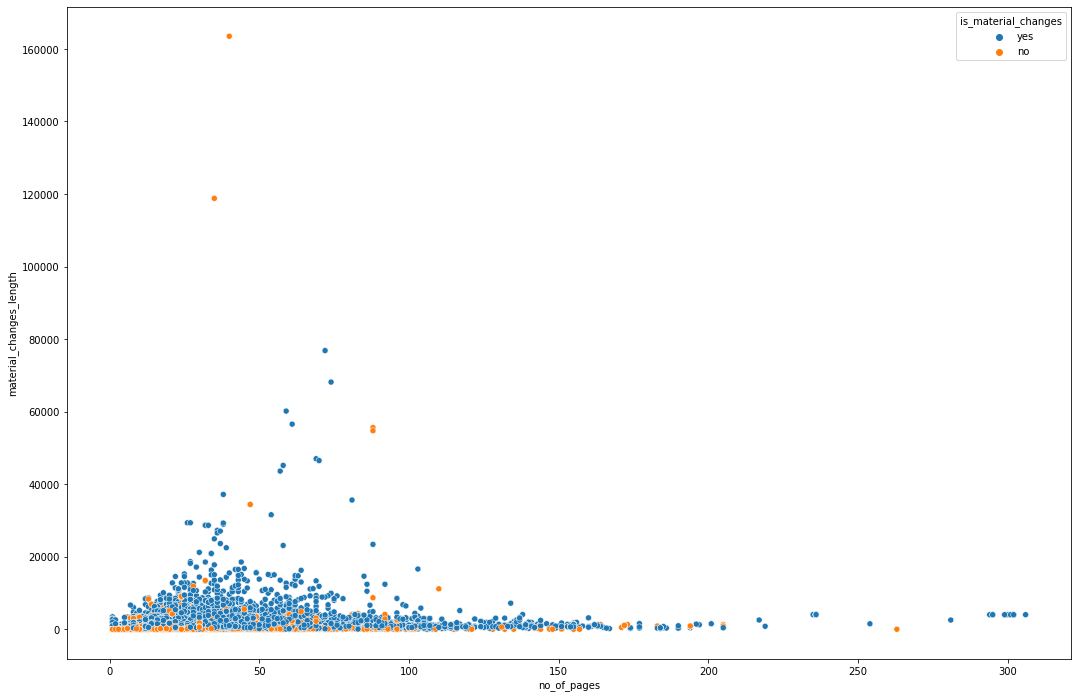 is_material_changes
yes
no
160000
140000
120000
100000
80000
60000
40000
20000
0
material_changes_length
0 50 100 150 200 250 300
no_of_pages